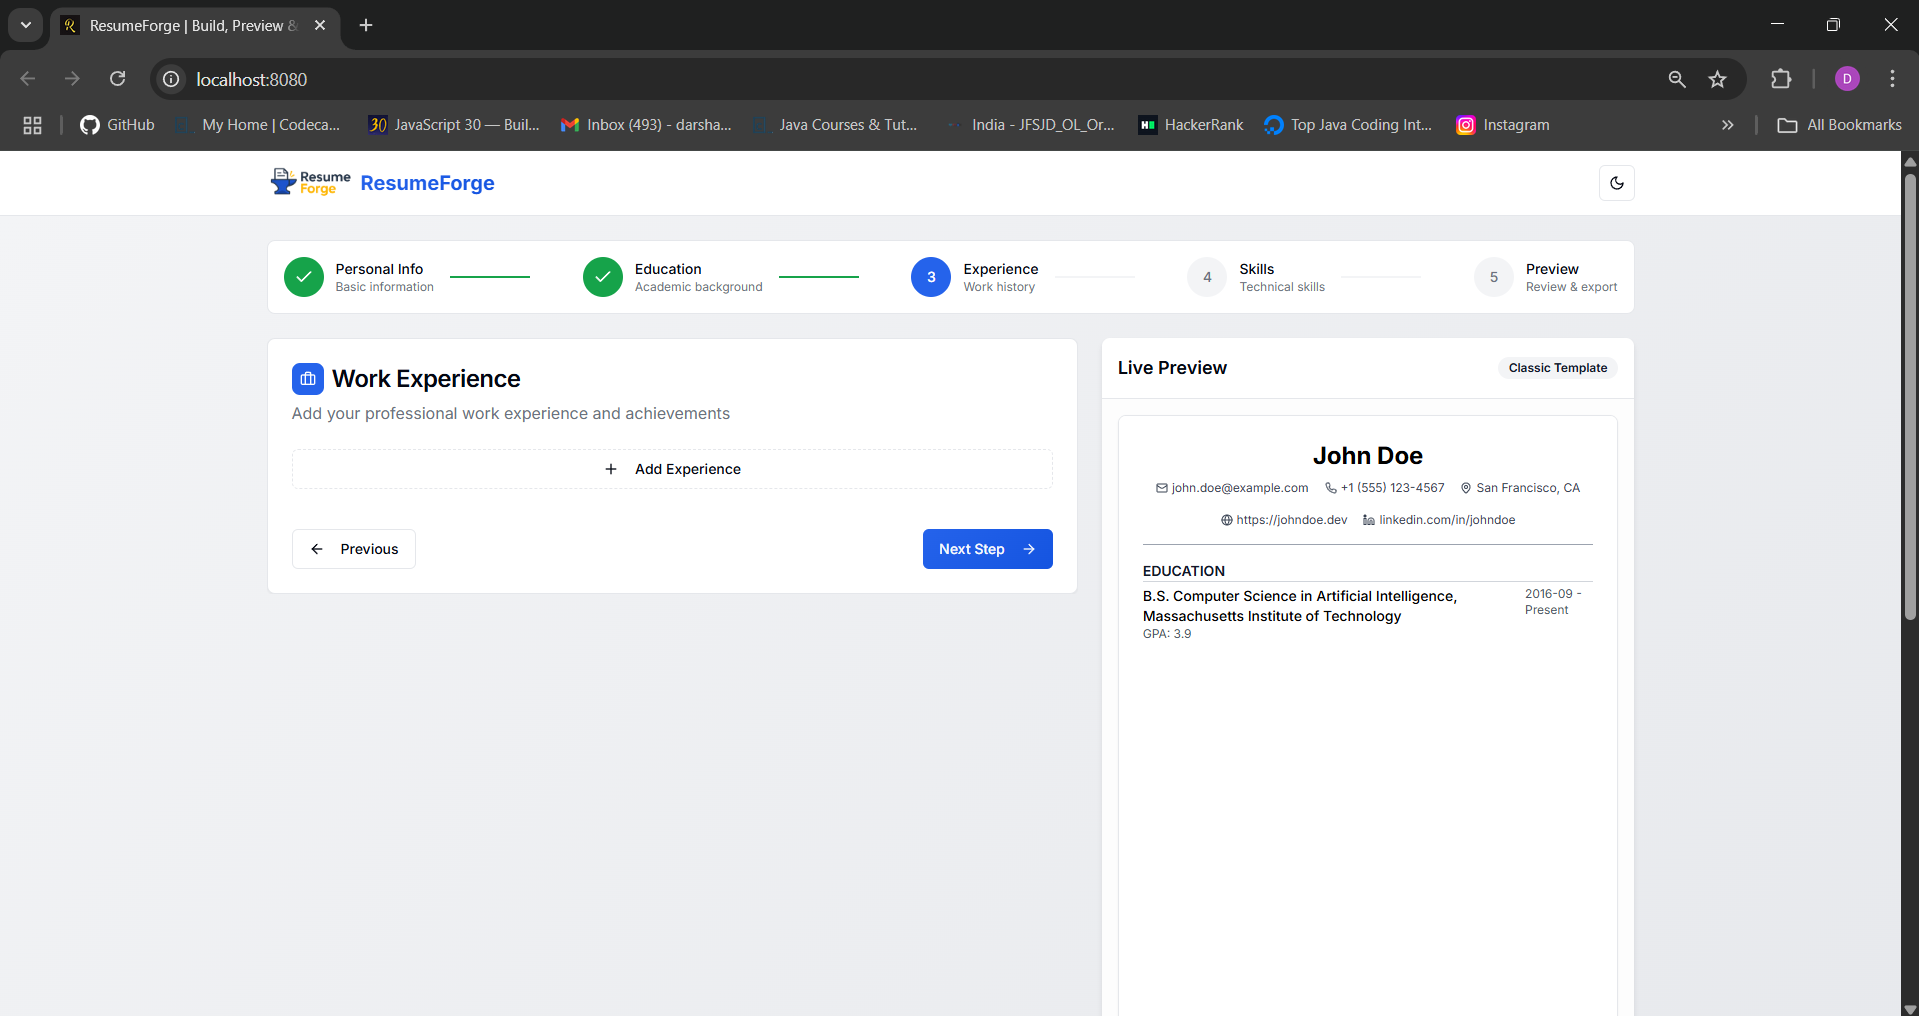 ResumeForge | Build, Preview &
localhost:8080
D
GitHub
My Home | Codeca...
30 JavaScript 30 — Buil...
Inbox (493) - darsha...
Java Courses & Tut...
India - JFSJD_OL_Or...
HackerRank
Top Java Coding Int...
Instagram
All Bookmarks
Resume
Forge
ResumeForge
Personal Info
Basic information
Education
Academic background
3
Experience
Work history
4
Skills
Technical skills
5
Preview
Review & export
Work Experience
Add your professional work experience and achievements
Add Experience
Previous
Next Step
Live Preview
Classic Template
John Doe
john.doe@example.com +1 (555) 123-4567 San Francisco, CA
https://johndoe.dev linkedin.com/in/johndoe
EDUCATION
B.S. Computer Science in Artificial Intelligence,
Massachusetts Institute of Technology
GPA: 3.9
2016-09 -
Present